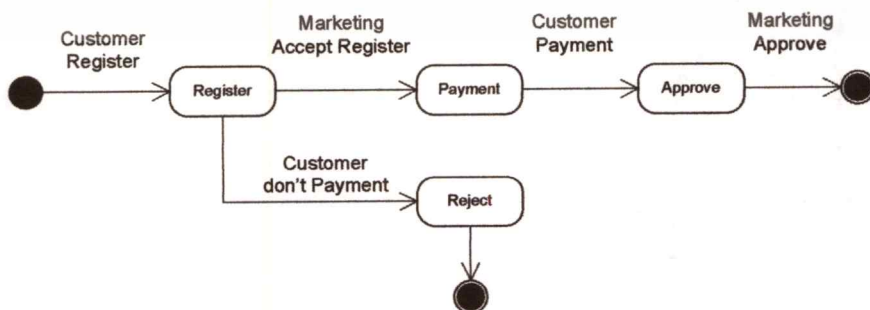 Customer
Register
Marketing
Accept Register
Customer
Payment
Marketing
Approve
Register
Payment
Approve
Customer
don't Payment
Reject